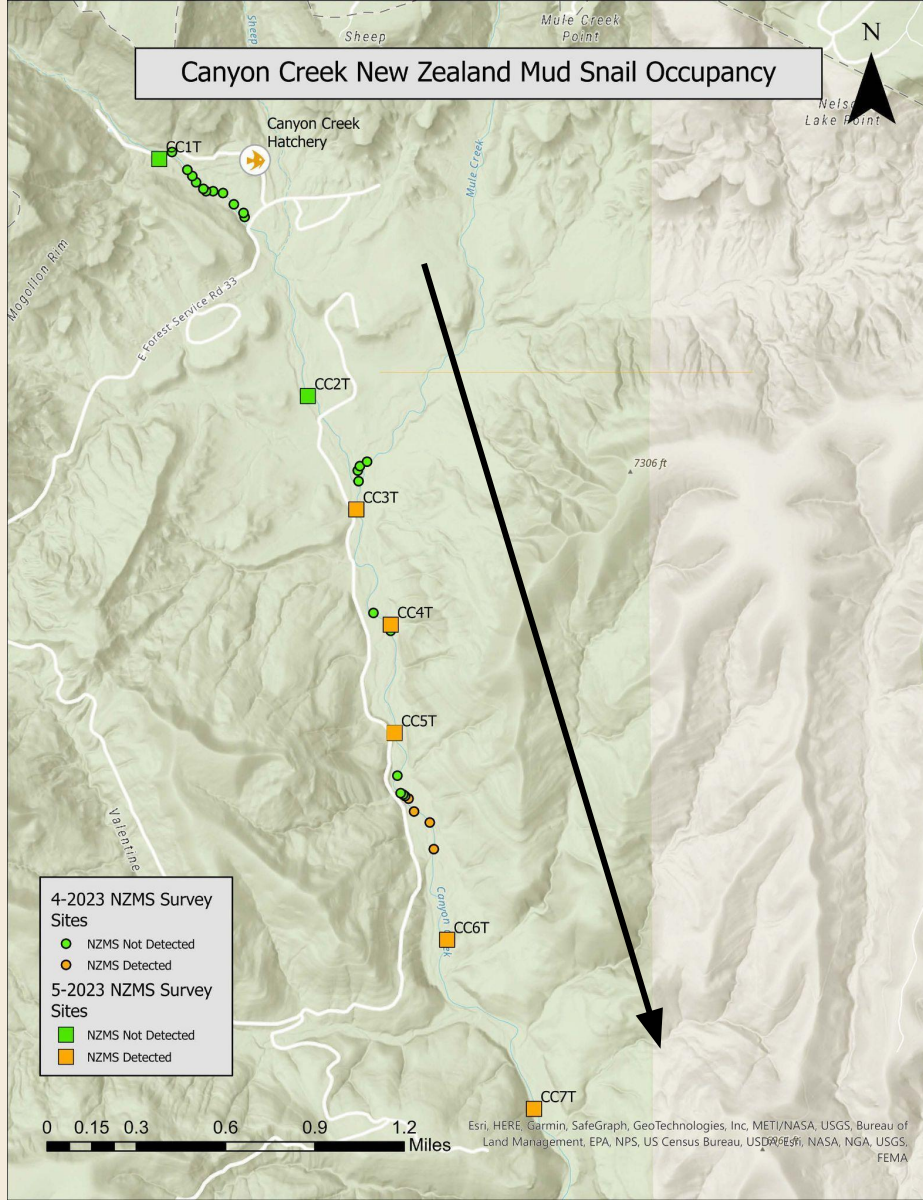 Sheep
Sheep
Mule Creek
Point
N
Canyon Creek New Zealand Mud Snail Occupancy
Nelson
Lake Point
Canyon Creek
Hatchery
CC1T
Mule Creek
Mogollon Rim
E Forest Service Rd 33
CC2T
7306 ft
CC3T
CC4T
CC5T
Valentine
4-2023 NZMS Survey
Sites
NZMS Not Detected
NZMS Detected
5-2023 NZMS Survey
Sites
NZMS Not Detected
NZMS Detected
Canyon Creek
CC6T
CC7T
0 0.15 0.3 0.6 0.9 1.2
Miles
Esri, HERE, Garmin, SafeGraph, GeoTechnologies, Inc, METI/NASA, USGS, Bureau of
Land Management, EPA, NPS, US Census Bureau, USDA, Esri, NASA, NGA, USGS,
FEMA